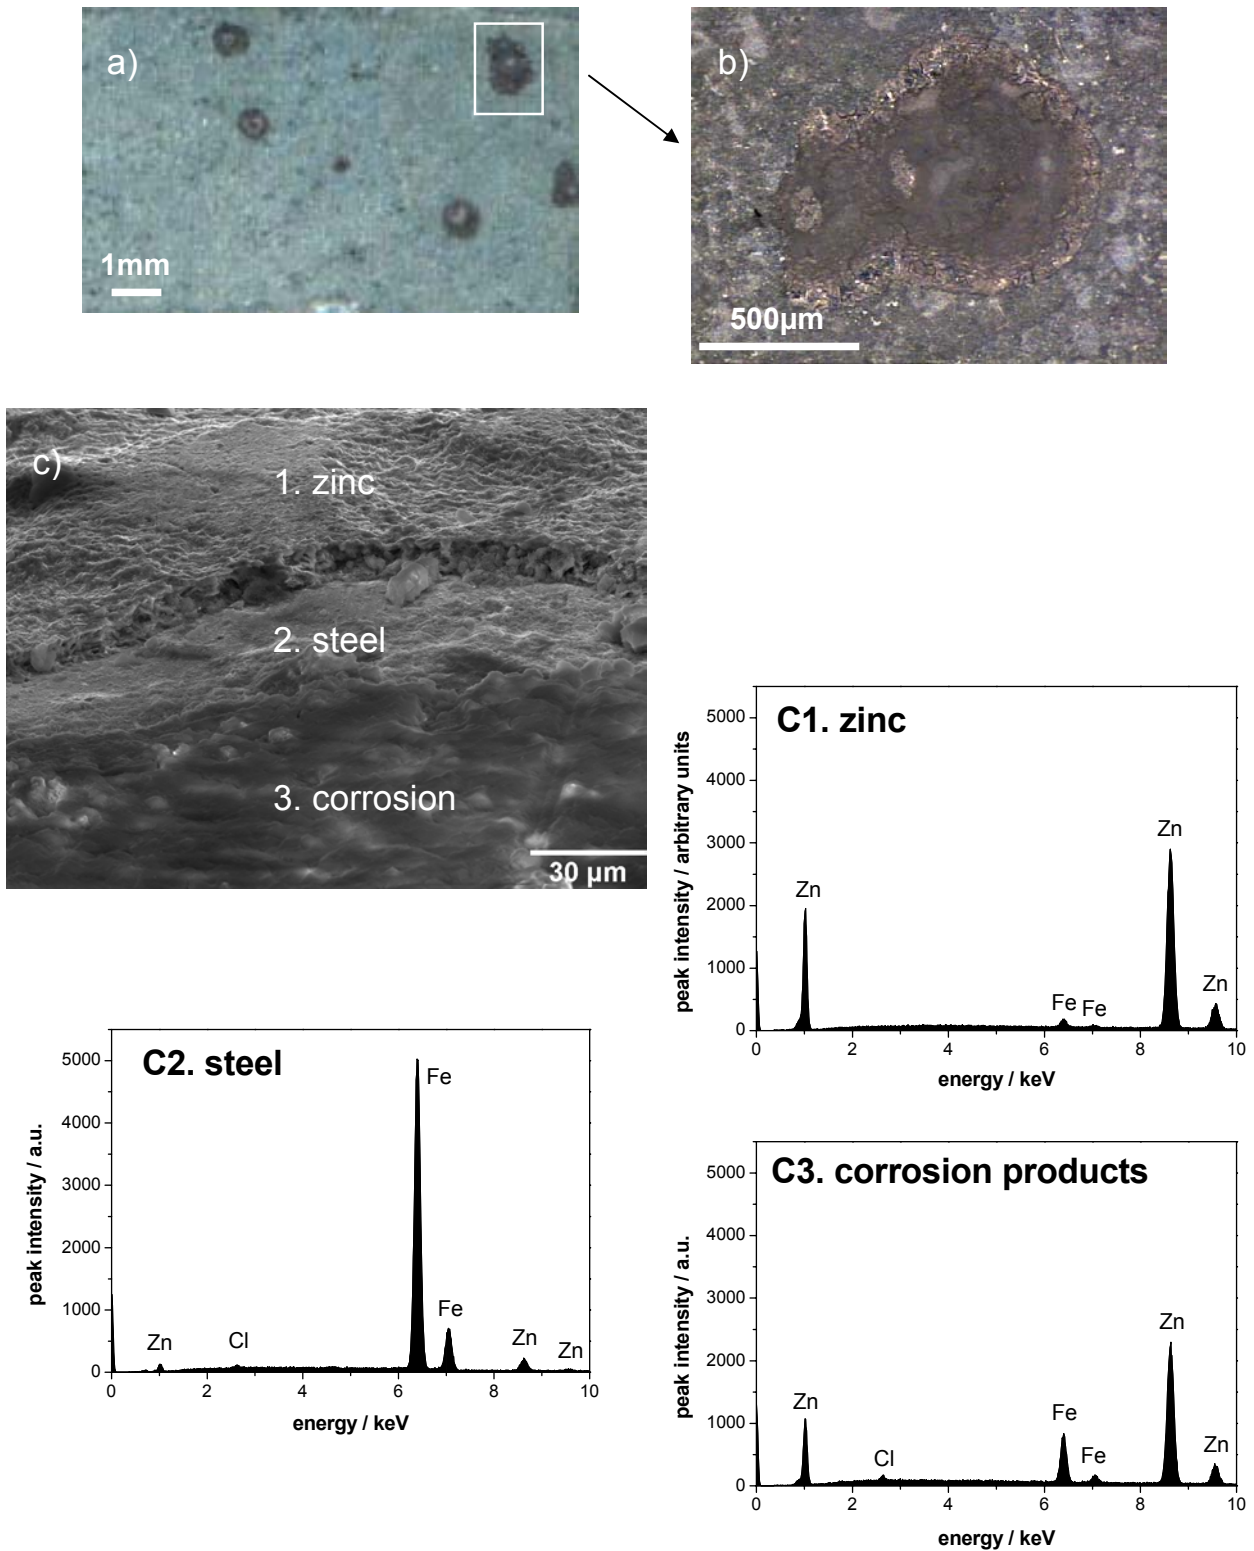 a)
1mm
b)
500µm
c)
1. zinc
2. steel
3. corrosion
30 µm
C1. zinc
peak intensity / arbitrary units
5000
4000
3000
2000
1000
0
Zn
Fe
Fe
Zn
Zn
0 2 4 6 8 10
energy / keV
C2. steel
peak intensity / a.u.
5000
4000
3000
2000
1000
0
Zn
Cl
Fe
Fe
Zn
Zn
0 2 4 6 8 10
energy / keV
C3. corrosion products
peak intensity / a.u.
5000
4000
3000
2000
1000
0
Zn
Cl
Fe
Fe
Zn
Zn
0 2 4 6 8 10
energy / keV